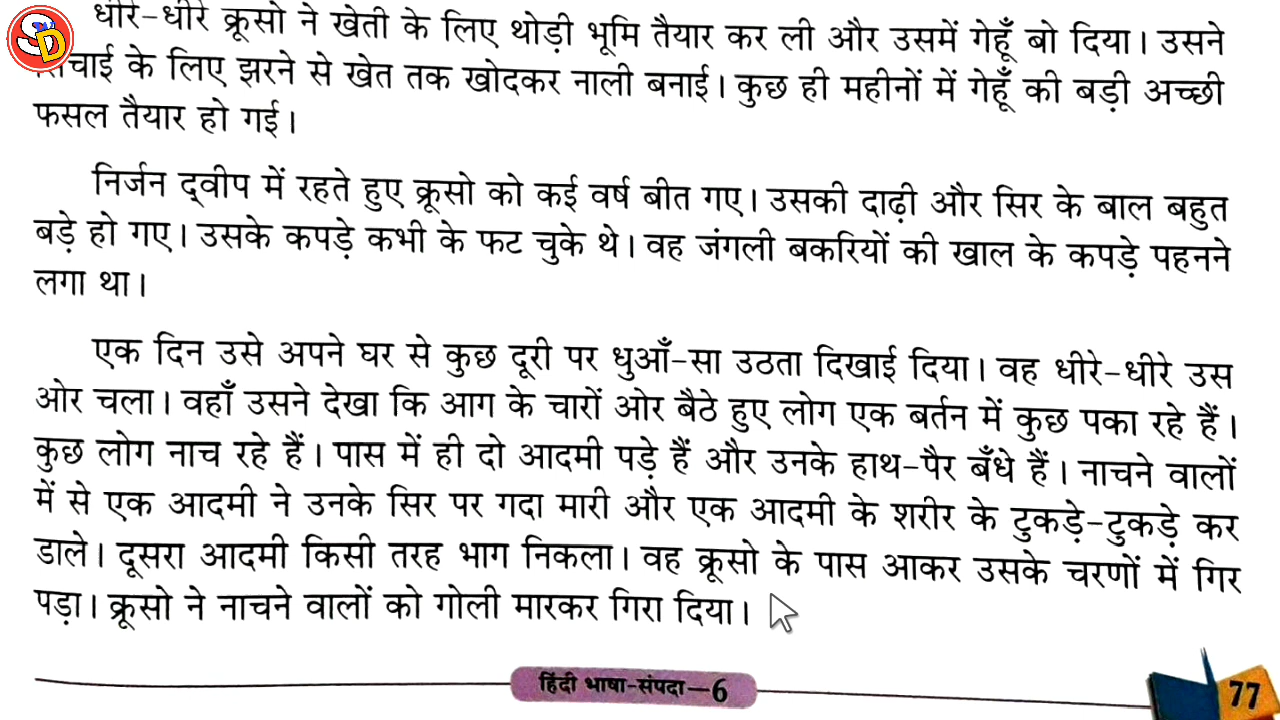 SD
धीरे-धीरे क्रूसो ने खेती के लिए थोड़ी भूमि तैयार कर ली और उसमें गेहूँ बो दिया। उसने
सिंचाई के लिए झरने से खेत तक खोदकर नाली बनाई। कुछ ही महीनों में गेहूँ की बड़ी अच्छी
फसल तैयार हो गई।
निर्जन द्‌वीप में रहते हुए क्रूसो को कई वर्ष बीत गए। उसकी दाढ़ी और सिर के बाल बहुत
बड़े हो गए। उसके कपड़े कभी के फट चुके थे। वह जंगली बकरियों की खाल के कपड़े पहनने
लगा था।
एक दिन उसे अपने घर से कुछ दूरी पर धुआँ-सा उठता दिखाई दिया। वह धीरे-धीरे उस
ओर चला। वहाँ उसने देखा कि आग के चारों ओर बैठे हुए लोग एक बर्तन में कुछ पका रहे हैं।
कुछ लोग नाच रहे हैं। पास में ही दो आदमी पड़े हैं और उनके हाथ-पैर बँधे हैं। नाचने वालों
में से एक आदमी ने उनके सिर पर गदा मारी और एक आदमी के शरीर के टुकड़े-टुकड़े कर
डाले। दूसरा आदमी किसी तरह भाग निकला। वह क्रूसो के पास आकर उसके चरणों में गिर
पड़ा। क्रूसो ने नाचने वालों को गोली मारकर गिरा दिया।
हिंदी भाषा-संपदा—6
77